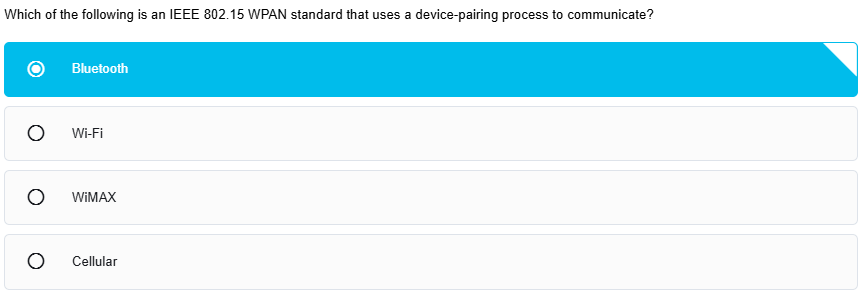 Which of the following is an IEEE 802.15 WPAN standard that uses a device-pairing process to communicate?
Bluetooth
Wi-Fi
WiMAX
Cellular